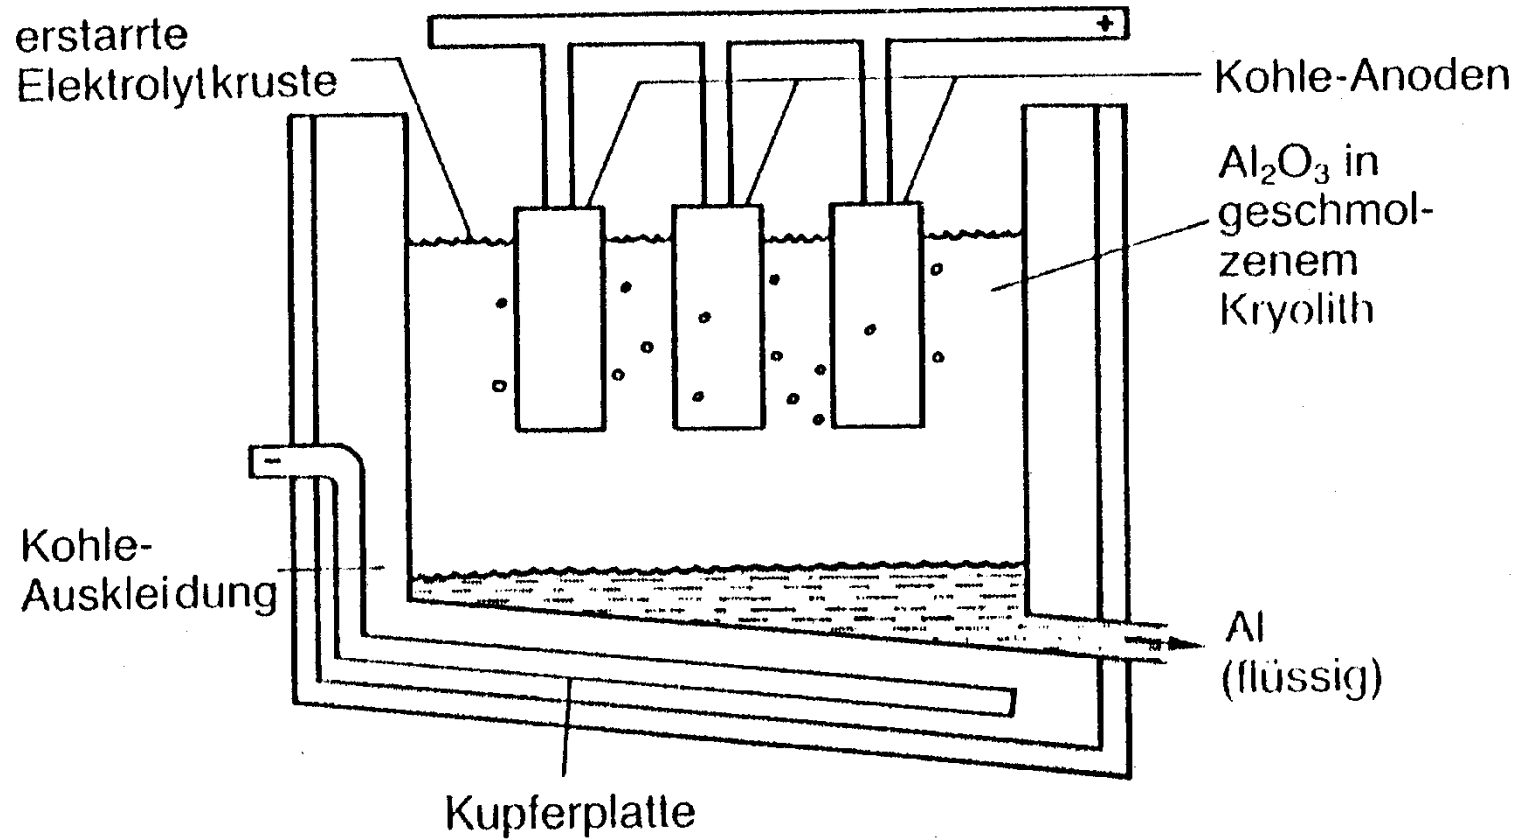 erstarrte
Elektrolytkruste
+
Kohle-Anoden
Al₂O₃ in
geschmol-
zenem
Kryolith
-
Kohle-
Auskleidung
Al
(flüssig)
Kupferplatte